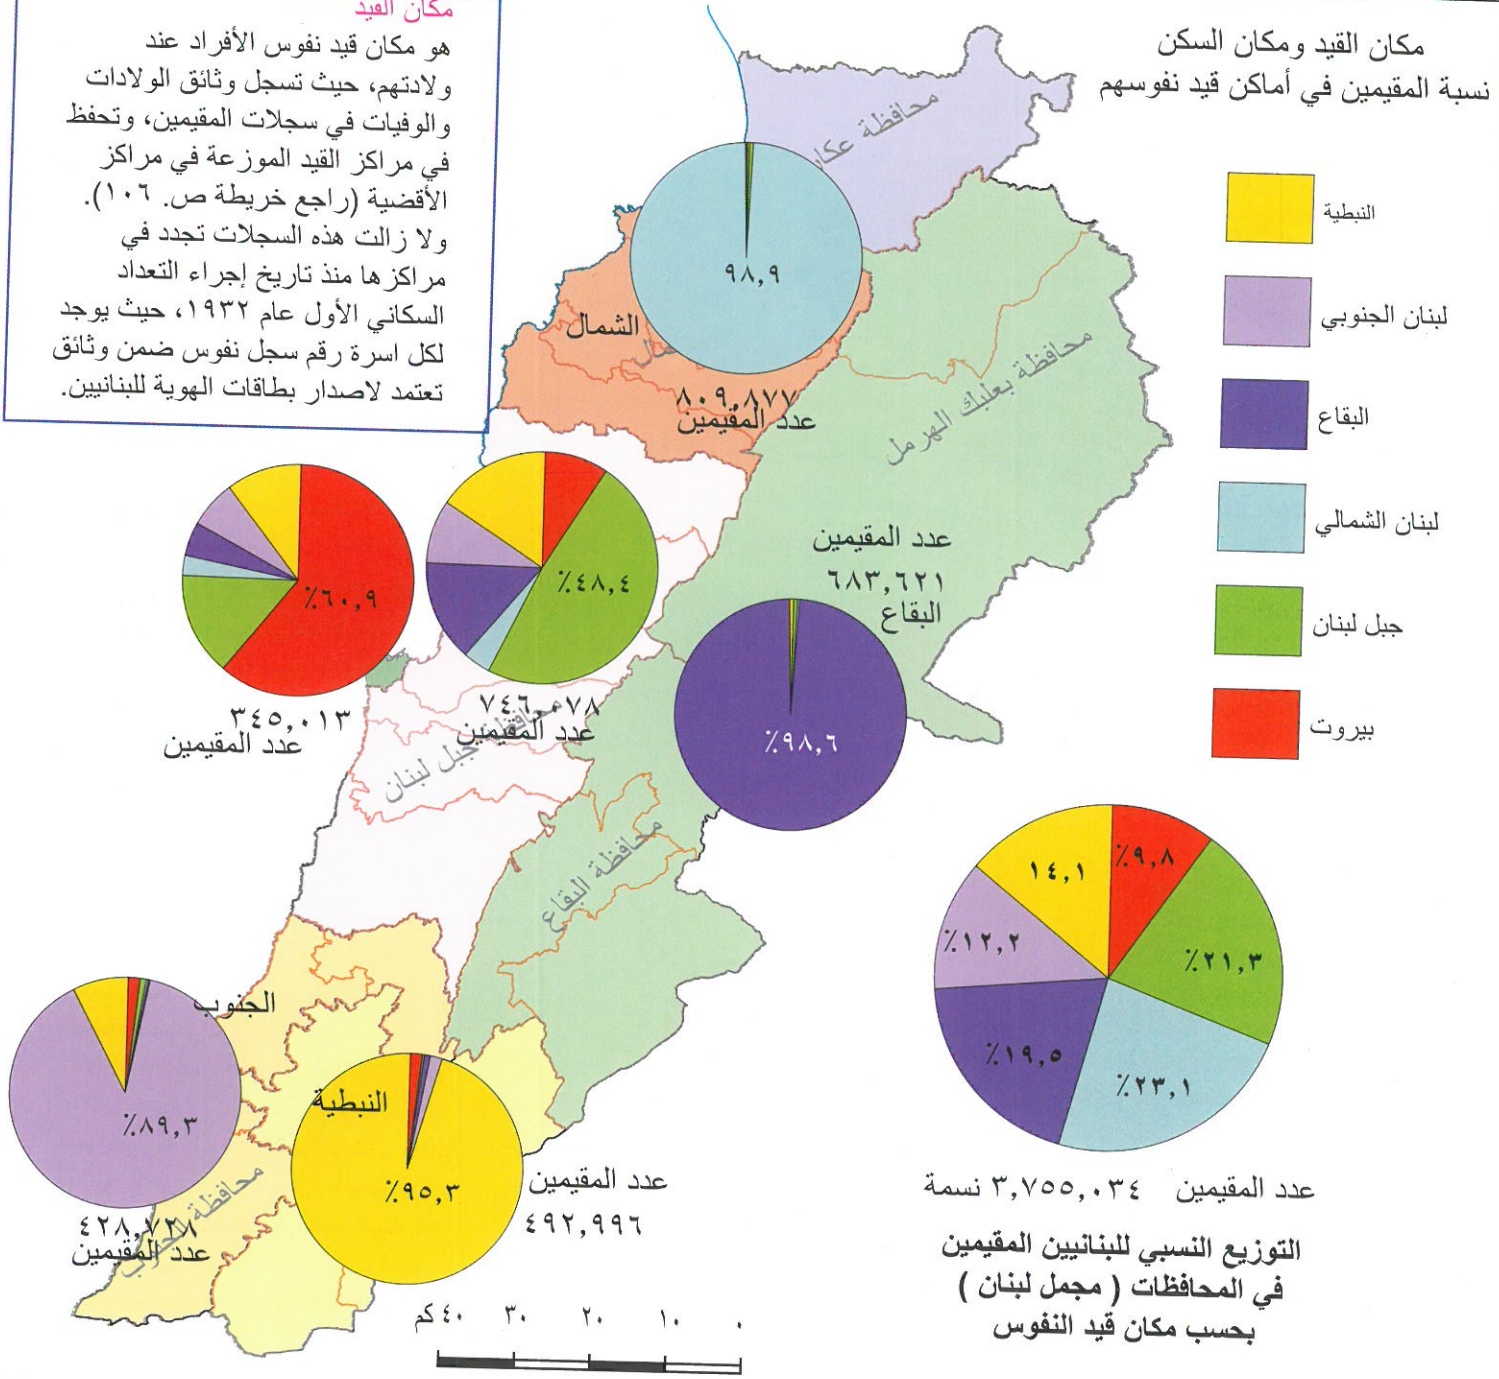 مكان القيد
هو مكان قيد نفوس الأفراد عند
ولادتهم، حيث تسجل وثائق الولادات
والوفيات في سجلات المقيمين، وتحفظ
في مراكز القيد الموزعة في مراكز
الأقضية (راجع خريطة ص. ١٠٦).
ولا زالت هذه السجلات تجدد في
مراكزها منذ تاريخ إجراء التعداد
السكاني الأول عام ١٩٣٢، حيث يوجد
لكل اسرة رقم سجل نفوس ضمن وثائق
تعتمد لاصدار بطاقات الهوية للبنانيين.
مكان القيد ومكان السكن
نسبة المقيمين في أماكن قيد نفوسهم
النبطية
لبنان الجنوبي
البقاع
لبنان الشمالي
جبل لبنان
بيروت
محافظة عكار
٩٨,٩
الشمال
٨٠٩,٨٧٧
عدد المقيمين
محافظة بعلبك الهرمل
عدد المقيمين
٦٨٣,٦٢١
البقاع
٪٩٨,٦
٪٦٠,٩
٣٤٥,٠١٣
عدد المقيمين
٪٤٨,٤
٧٤٦,٠٧٨
عدد المقيمين
محافظة جبل لبنان
محافظة البقاع
الجنوب
٪٨٩,٣
٤٢٨,٧٢٨
عدد المقيمين
محافظة الجنوب
النبطية
٪٩٥,٣
عدد المقيمين
٤٩٢,٩٩٦
٪٩,٨
٪٢١,٣
٪٢٣,١
٪١٩,٥
٪١٢,٢
١٤,١
عدد المقيمين ٣,٧٥٥,٠٣٤ نسمة
التوزيع النسبي للبنانيين المقيمين
في المحافظات ( مجمل لبنان )
بحسب مكان قيد النفوس
٠ ١٠ ٢٠ ٣٠ ٤٠ كم